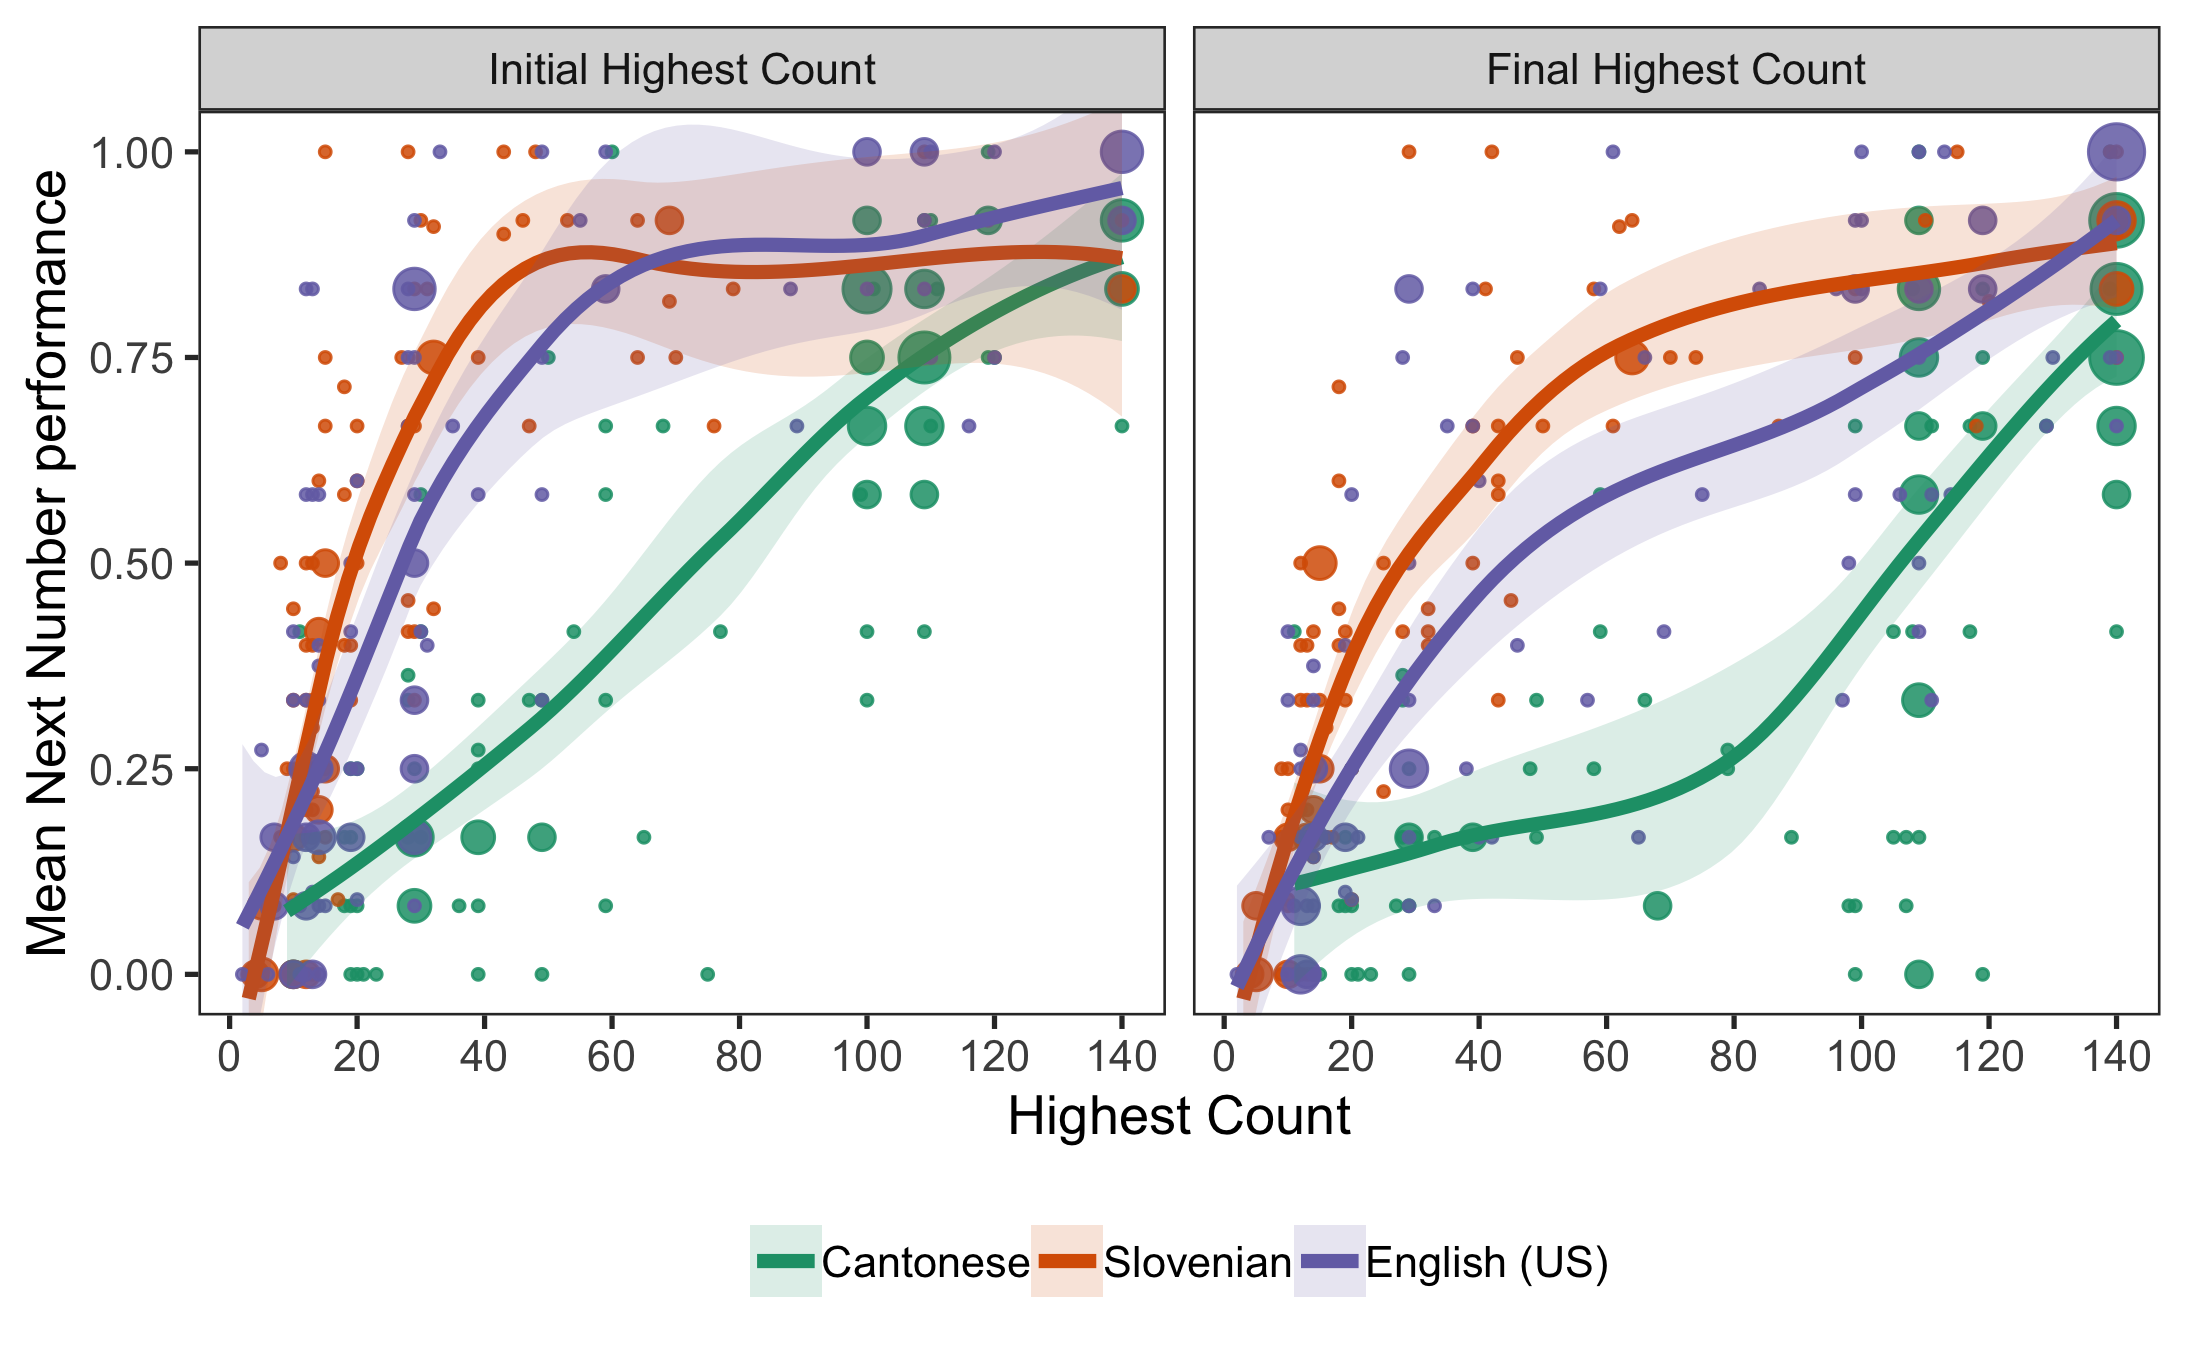 Initial Highest Count
Final Highest Count
Mean Next Number performance
1.00
0.75
0.50
0.25
0.00
0 20 40 60 80 100 120 140
0 20 40 60 80 100 120 140
Highest Count
Cantonese Slovenian English (US)